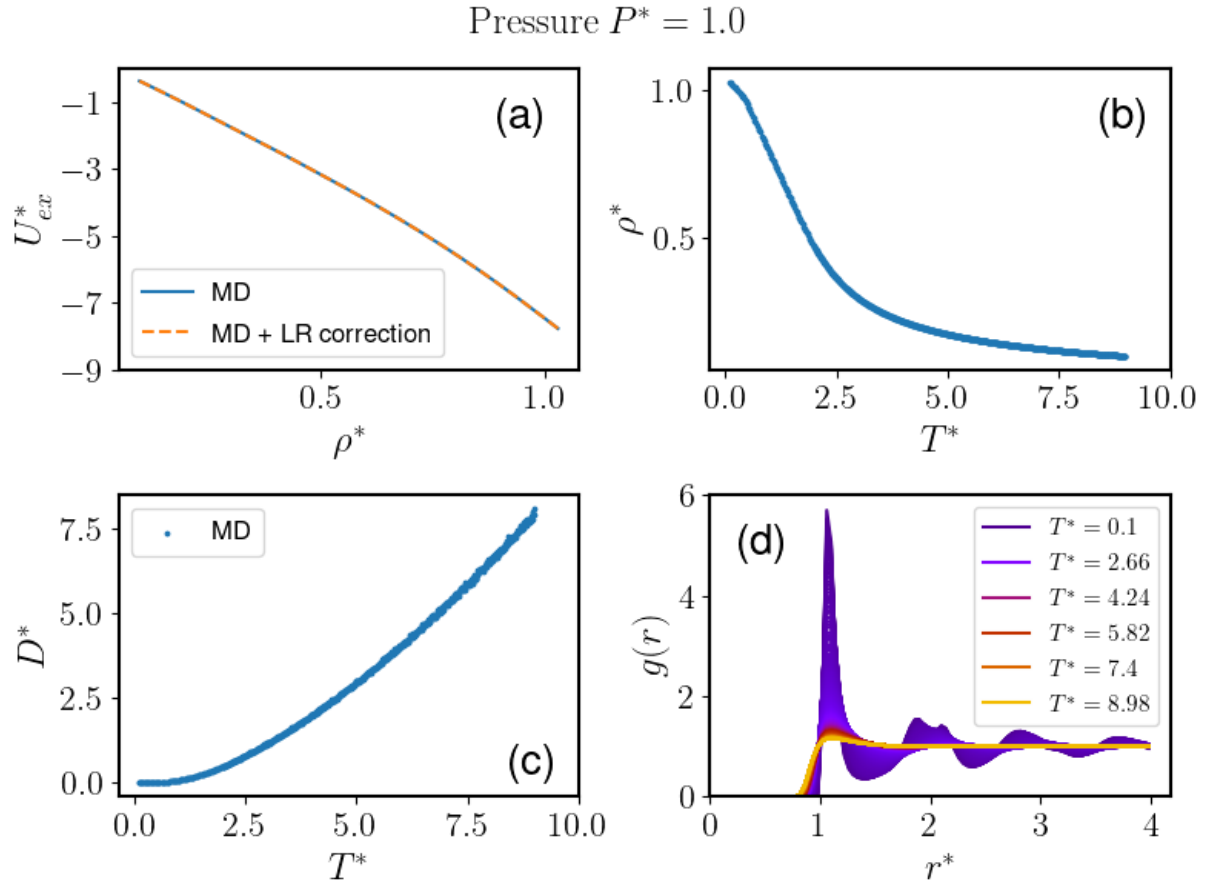 Pressure P* = 1.0
(a)
−1
−3
−5
−7
−9
U*ex
MD
MD + LR correction
0.5
1.0
ρ*
(b)
1.0
0.5
ρ*
0.0
2.5
5.0
7.5
10.0
T*
MD
7.5
5.0
2.5
0.0
D*
(c)
0.0
2.5
5.0
7.5
10.0
T*
(d)
6
4
2
0
g(r)
T* = 0.1
T* = 2.66
T* = 4.24
T* = 5.82
T* = 7.4
T* = 8.98
0
1
2
3
4
r*